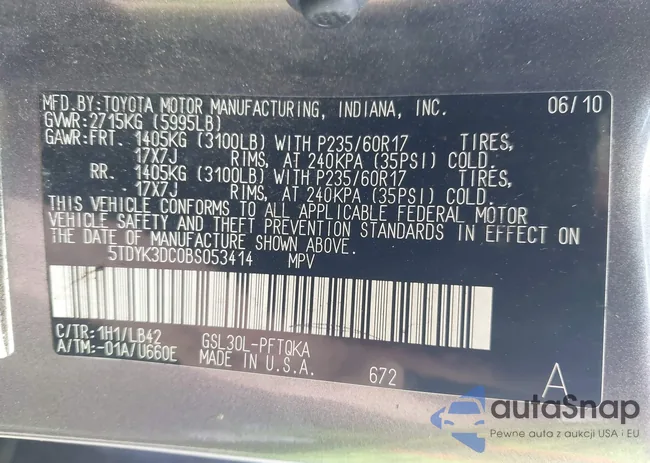 MFD.BY:TOYOTA MOTOR MANUFACTURING, INDIANA, INC. 06/10
GVWR:2715KG (5995LB)
GAWR:FRT. 1405KG (3100LB) WITH P235/60R17 TIRES,
17X7J RIMS, AT 240KPA (35PSI) COLD.
RR. 1405KG (3100LB) WITH P235/60R17 TIRES,
17X7J RIMS, AT 240KPA (35PSI) COLD.
THIS VEHICLE CONFORMS TO ALL APPLICABLE FEDERAL MOTOR
VEHICLE SAFETY AND THEFT PREVENTION STANDARDS IN EFFECT ON
THE DATE OF MANUFACTURE SHOWN ABOVE.
5TDYK3DC0BS053414 MPV
C/TR:1H1/LB42 GSL30L-PFTQKA
A/TM:-01A/U660E MADE IN U.S.A. 672 A
autaSnap
Pewne auta z aukcji USA i EU